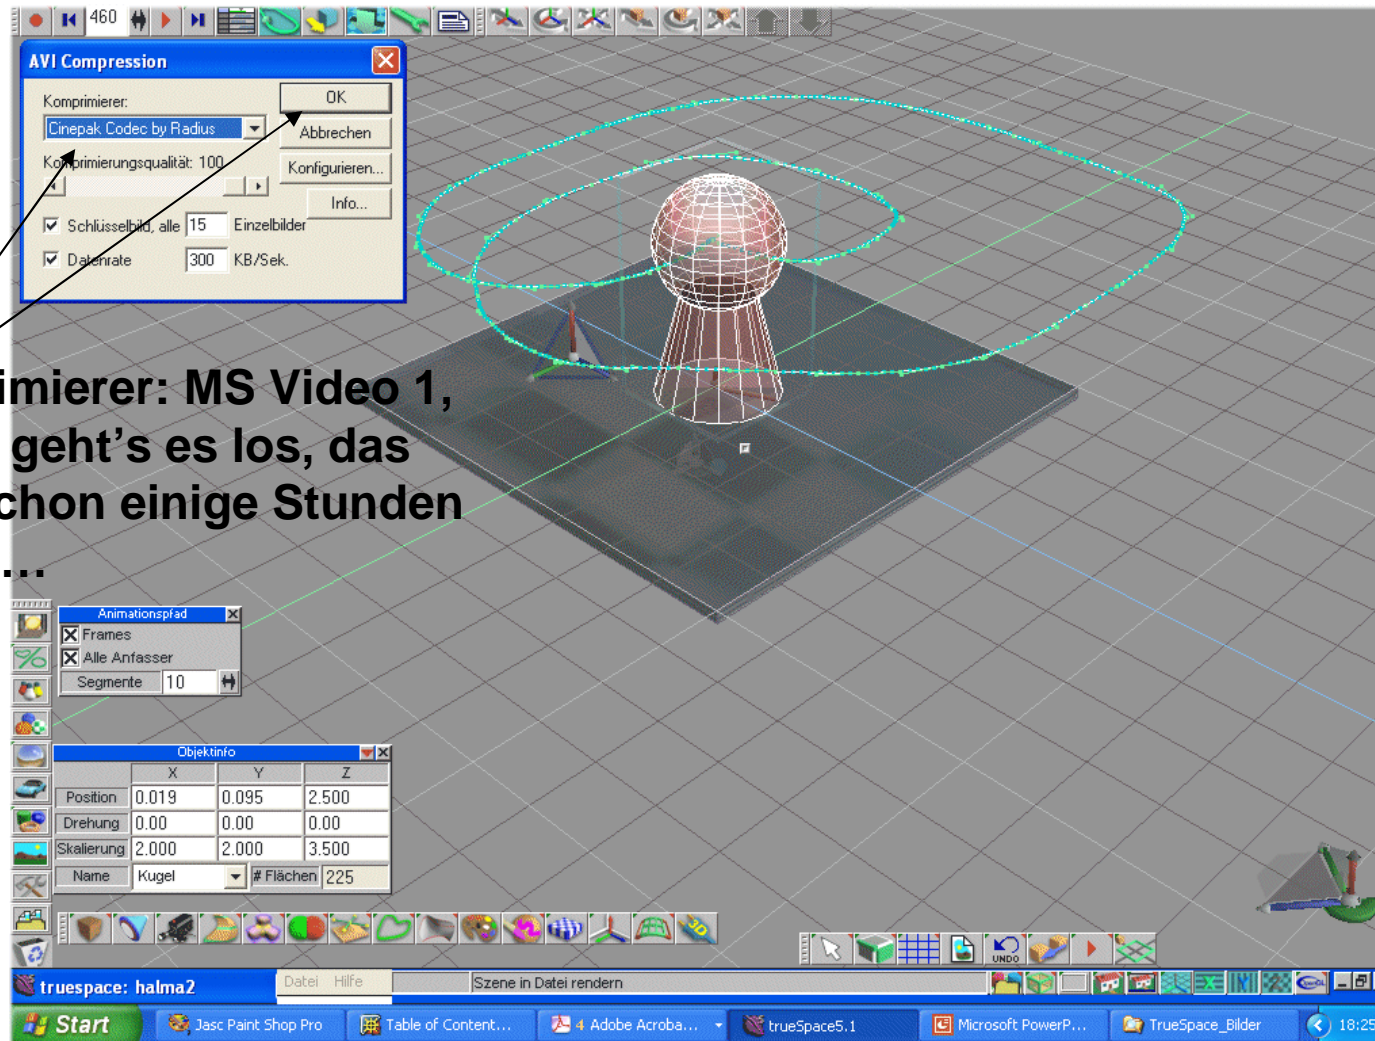 460
AVI Compression
Komprimierer:
OK
Cinepak Codec by Radius
Abbrechen
Komprimierungsqualität: 100
Konfigurieren...
Info...
Schlüsselbild, alle 15 Einzelbilder
Datenrate 300 KB/Sek.
imierer: MS Video 1,
geht’s es los, das
chon einige Stunden
...
Animationspfad
Frames
Alle Anfasser
Segmente 10
Objektinfo
X Y Z
Position 0.019 0.095 2.500
Drehung 0.00 0.00 0.00
Skalierung 2.000 2.000 3.500
Name Kugel # Flächen 225
3D
UNDO
truespace: halma2 Datei Hilfe Szene in Datei rendern
Start Jasc Paint Shop Pro Table of Content... 4 Adobe Acroba... trueSpace5.1 Microsoft PowerP... TrueSpace_Bilder 18:25